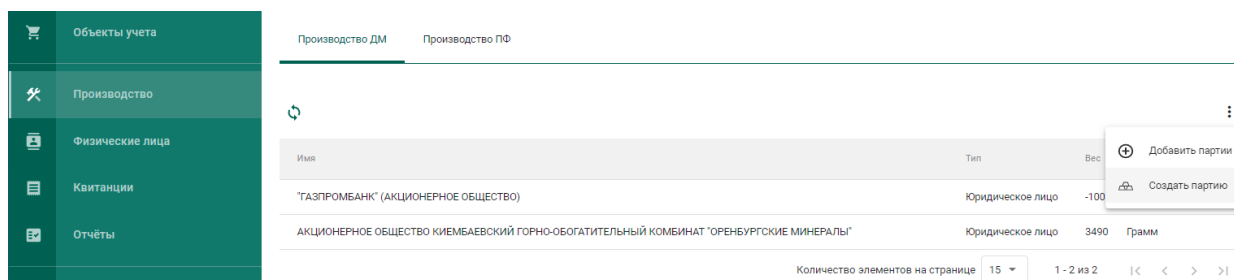 Объекты учета
Производство
Физические лица
Квитанции
Отчёты
Производство ДМ Производство ПФ
Имя Тип Вес
Добавить партии
Создать партию
"ГАЗПРОМБАНК" (АКЦИОНЕРНОЕ ОБЩЕСТВО) Юридическое лицо -100
АКЦИОНЕРНОЕ ОБЩЕСТВО КИЕМБАЕВСКИЙ ГОРНО-ОБОГАТИТЕЛЬНЫЙ КОМБИНАТ "ОРЕНБУРГСКИЕ МИНЕРАЛЫ" Юридическое лицо 3490 Грамм
Количество элементов на странице 15 1 - 2 из 2